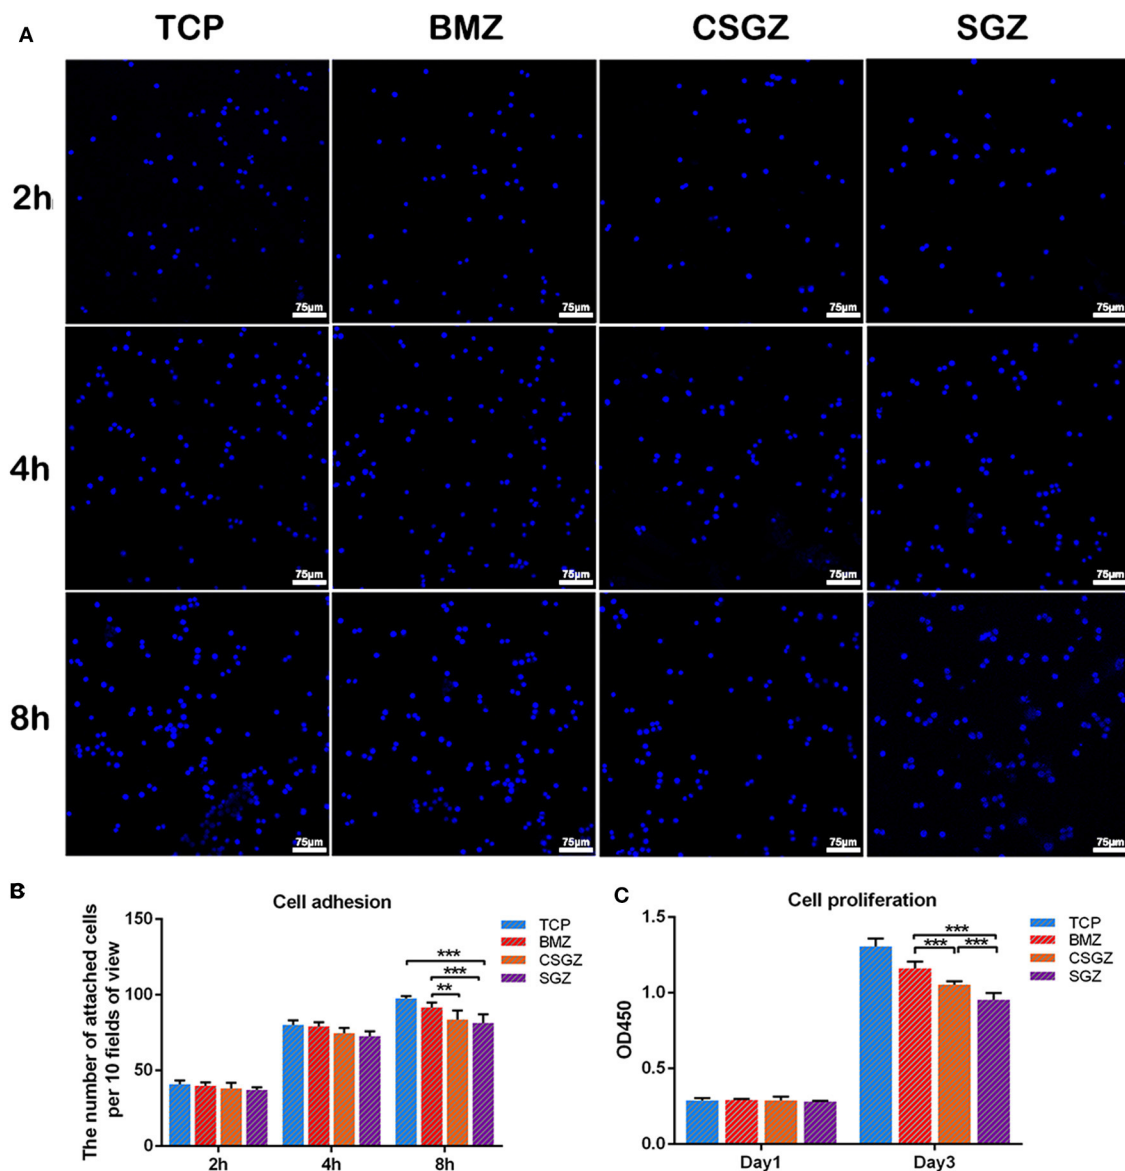 A
TCP BMZ CSGZ SGZ
2h
75µm 75µm 75µm 75µm
4h
75µm 75µm 75µm 75µm
8h
75µm 75µm 75µm 75µm
B
Cell adhesion
The number of attached cells
per 10 fields of view
150
100
50
0
2h 4h 8h
***
***
**
TCP
BMZ
CSGZ
SGZ
C
Cell proliferation
OD450
1.5
1.0
0.5
0.0
Day1 Day3
***
*** ***
TCP
BMZ
CSGZ
SGZ